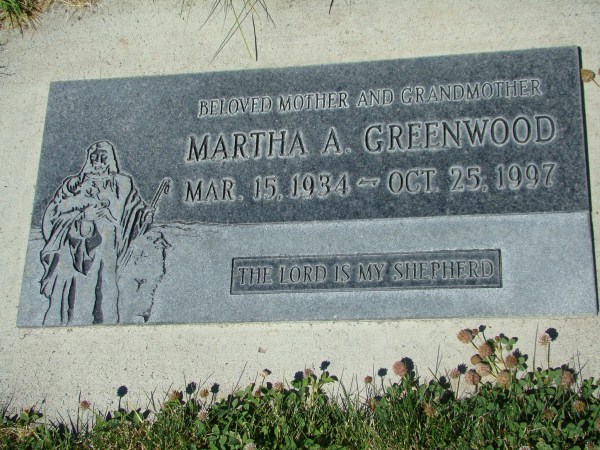 BELOVED MOTHER AND GRANDMOTHER
MARTHA A. GREENWOOD
MAR. 15, 1934 ~ OCT. 25, 1997
THE LORD IS MY SHEPHERD